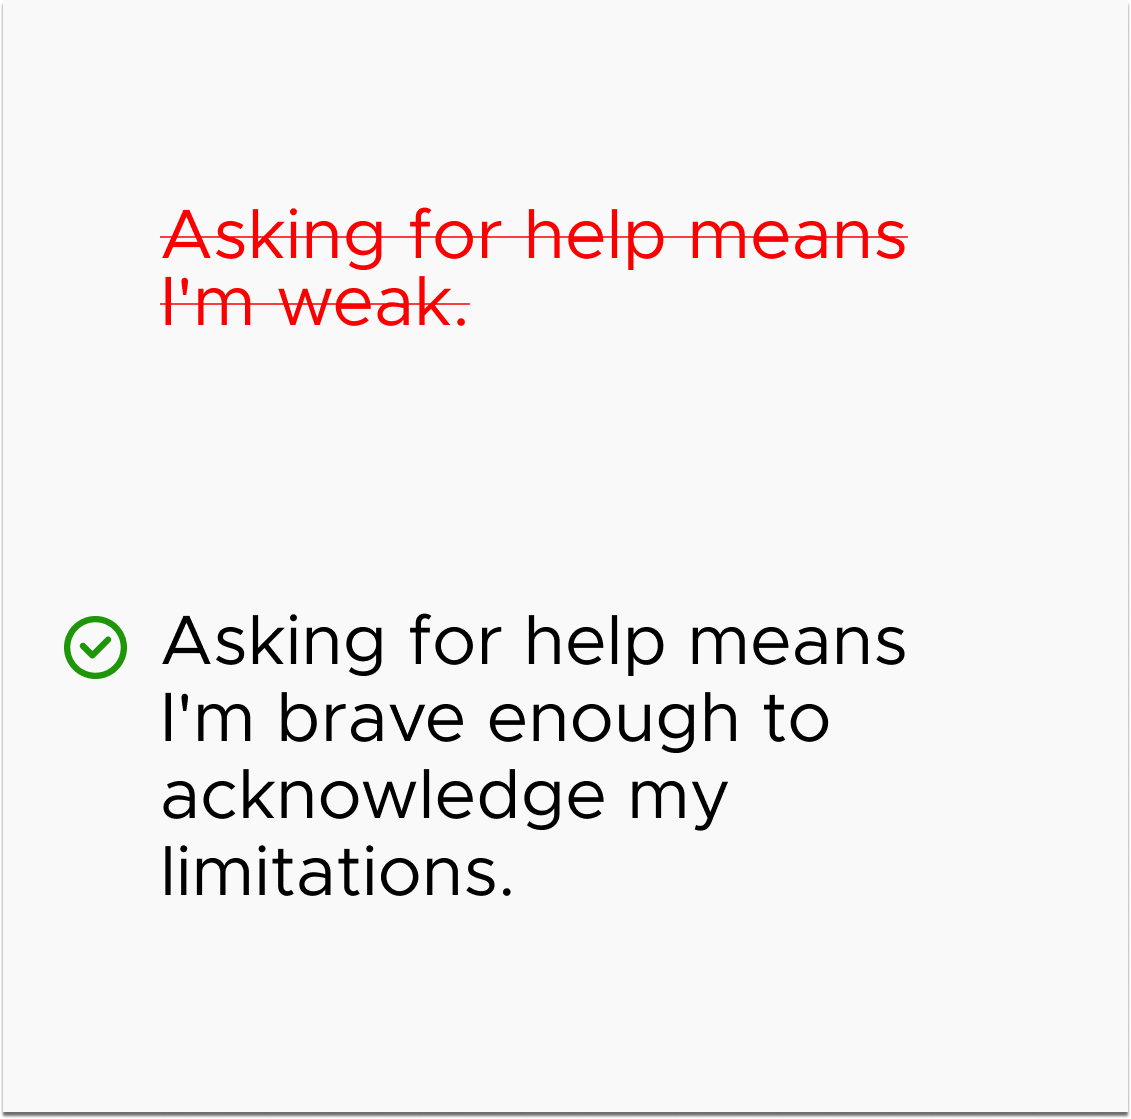 Asking for help means
I'm weak.
Asking for help means
I'm brave enough to
acknowledge my
limitations.